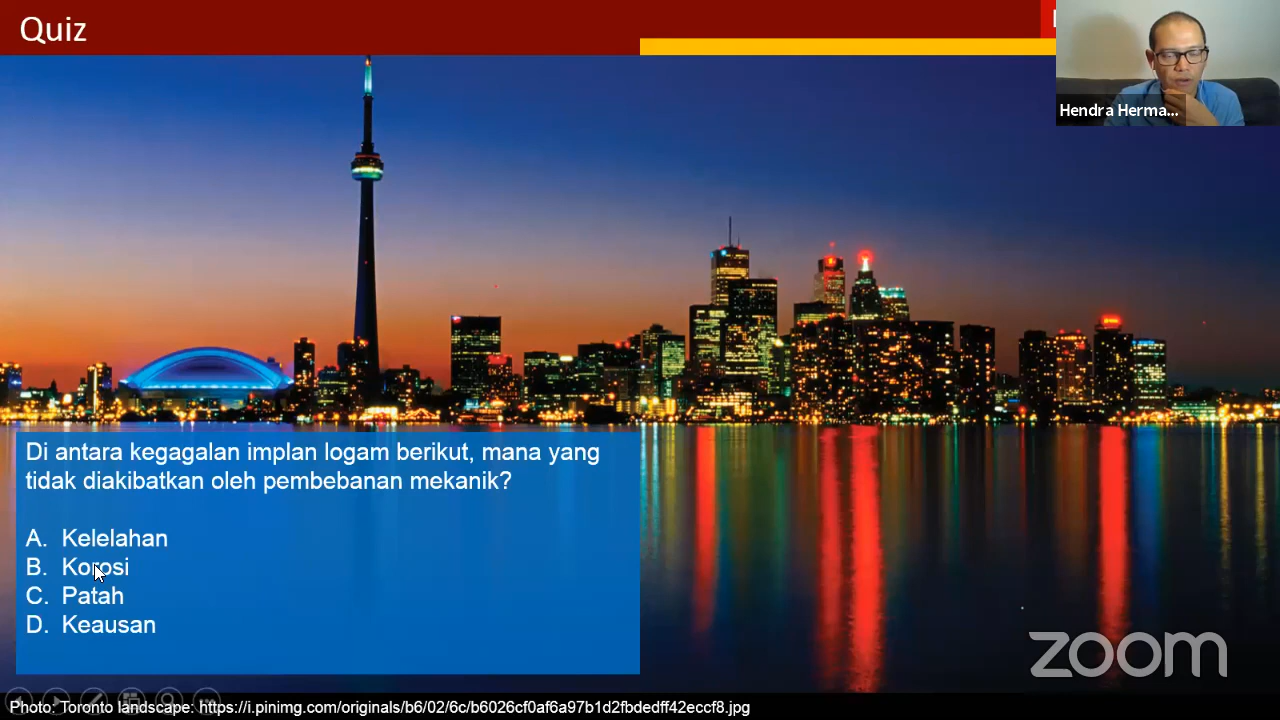 Quiz
Hendra Herma...
Di antara kegagalan implan logam berikut, mana yang
tidak diakibatkan oleh pembebanan mekanik?
A. Kelelahan
B. Korosi
C. Patah
D. Keausan
zoom
Photo: Toronto landscape: https://i.pinimg.com/originals/b6/02/6c/b6026cf0af6a97b1d2fbdedff42eccf8.jpg